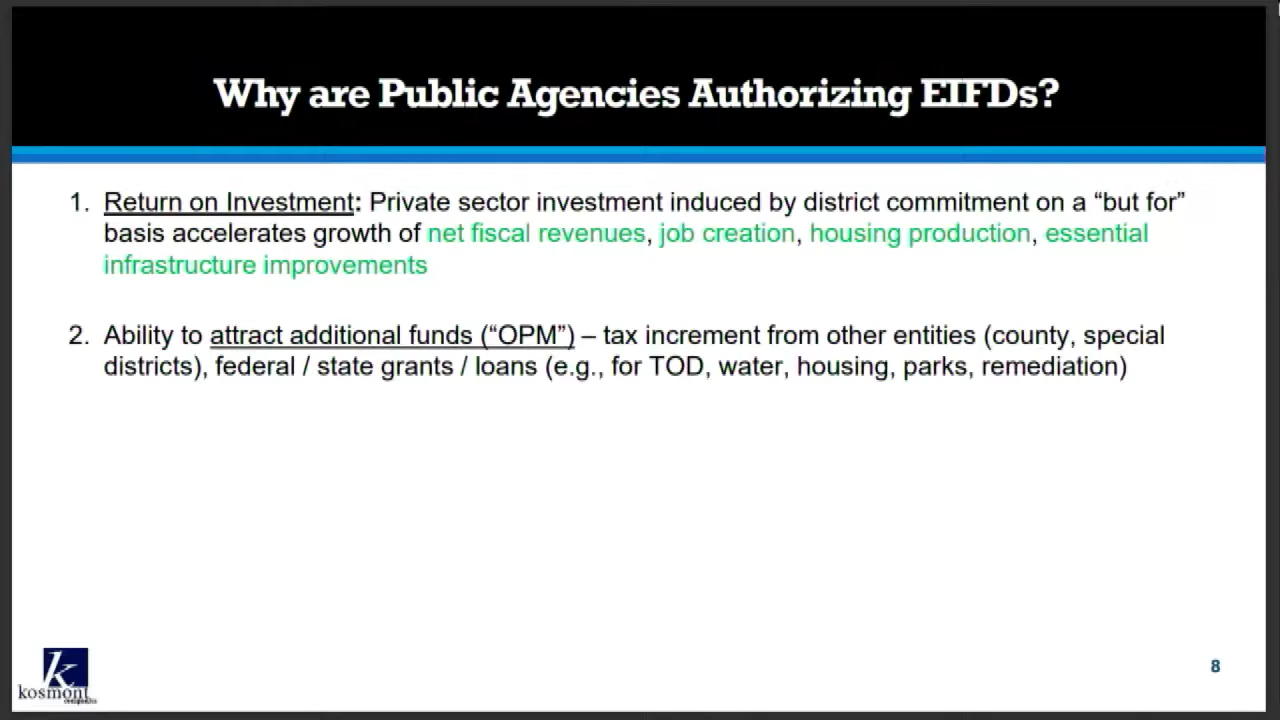 Why are Public Agencies Authorizing EIFDs?
1. Return on Investment: Private sector investment induced by district commitment on a “but for”
basis accelerates growth of net fiscal revenues, job creation, housing production, essential
infrastructure improvements
2. Ability to attract additional funds (“OPM”) – tax increment from other entities (county, special
districts), federal / state grants / loans (e.g., for TOD, water, housing, parks, remediation)
k
kosmont
8